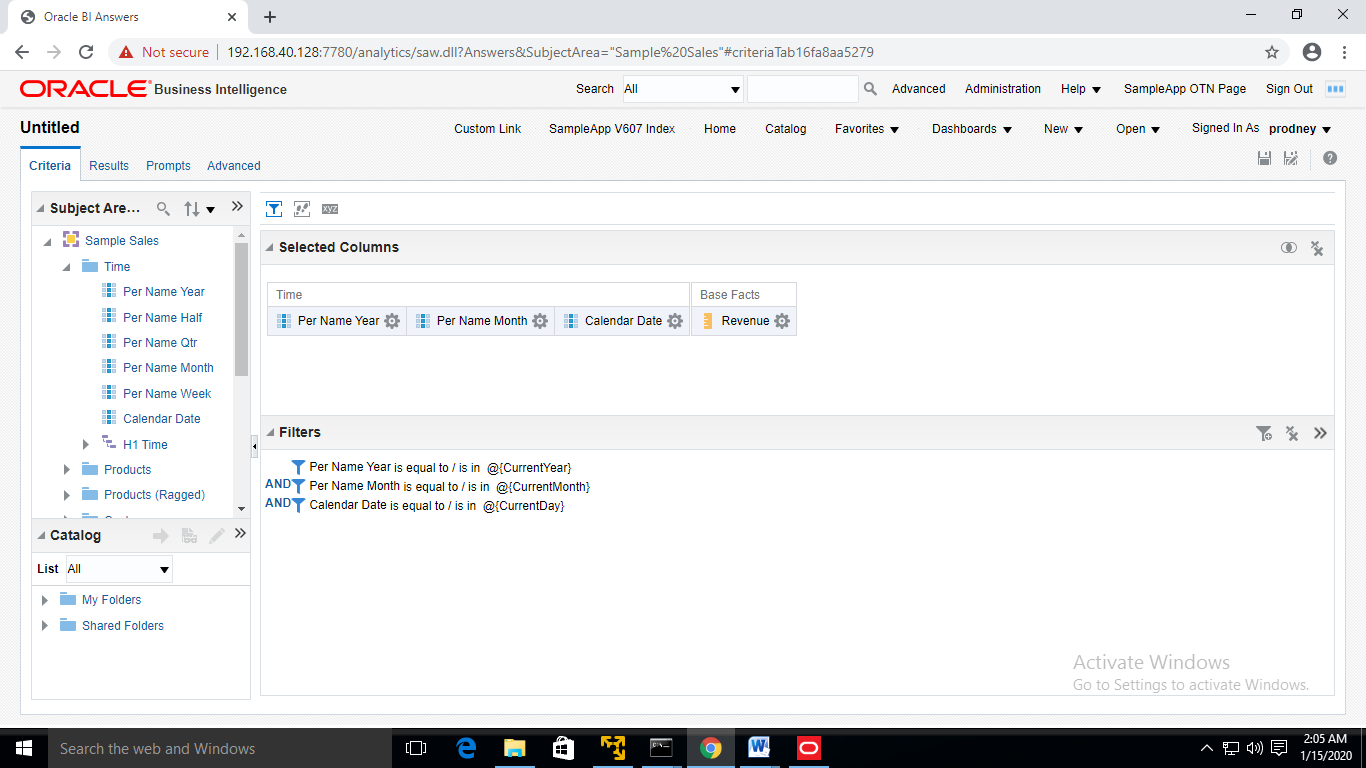 Oracle BI Answers
Not secure 192.168.40.128:7780/analytics/saw.dll?Answers&SubjectArea="Sample%20Sales"#criteriaTab16fa8aa5279
ORACLE Business Intelligence
Search All Advanced Administration Help SampleApp OTN Page Sign Out
Untitled
Custom Link SampleApp V607 Index Home Catalog Favorites Dashboards New Open Signed In As prodney
Criteria Results Prompts Advanced
Subject Are...
Sample Sales
Time
Per Name Year
Per Name Half
Per Name Qtr
Per Name Month
Per Name Week
Calendar Date
H1 Time
Products
Products (Ragged)
Catalog
List All
My Folders
Shared Folders
xyz
Selected Columns
Time Base Facts
Per Name Year Per Name Month Calendar Date Revenue
Filters
Per Name Year is equal to / is in @{CurrentYear}
AND Per Name Month is equal to / is in @{CurrentMonth}
AND Calendar Date is equal to / is in @{CurrentDay}
Activate Windows
Go to Settings to activate Windows.
Search the web and Windows
2:05 AM
1/15/2020